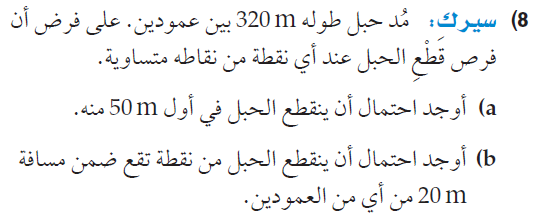 8) سيرك: مُد حبل طوله 320 m بين عمودين. على فرض أن
فرص قَطْعِ الحبل عند أي نقطة من نقاطه متساوية.
a) أوجد احتمال أن ينقطع الحبل في أول 50 m منه.
b) أوجد احتمال أن ينقطع الحبل من نقطة تقع ضمن مسافة
20 m من أي من العمودين.